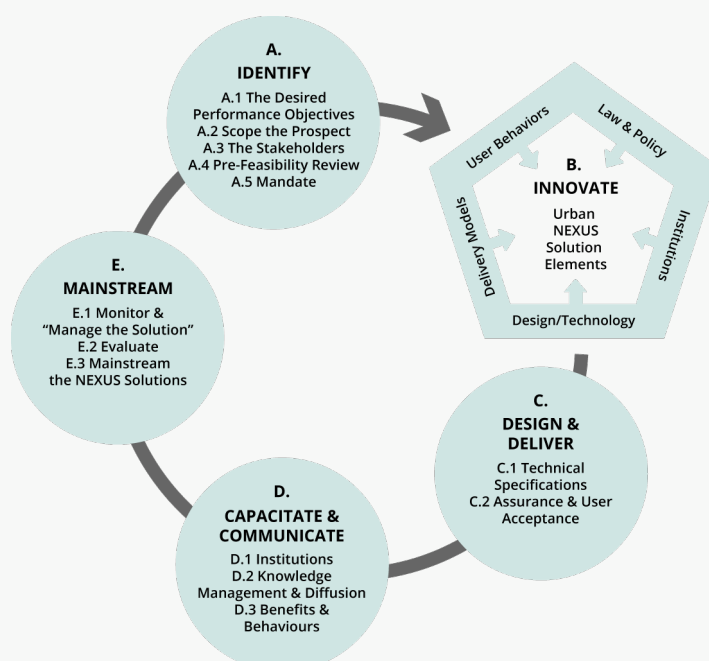 A.
IDENTIFY
A.1 The Desired
Performance Objectives
A.2 Scope the Prospect
A.3 The Stakeholders
A.4 Pre-Feasibility Review
A.5 Mandate
User Behaviors
Law & Policy
Delivery Models
Institutions
Design/Technology
B.
INNOVATE
Urban
NEXUS
Solution
Elements
C.
DESIGN &
DELIVER
C.1 Technical
Specifications
C.2 Assurance & User
Acceptance
D.
CAPACITATE &
COMMUNICATE
D.1 Institutions
D.2 Knowledge
Management & Diffusion
D.3 Benefits &
Behaviours
E.
MAINSTREAM
E.1 Monitor &
“Manage the Solution”
E.2 Evaluate
E.3 Mainstream
the NEXUS Solutions